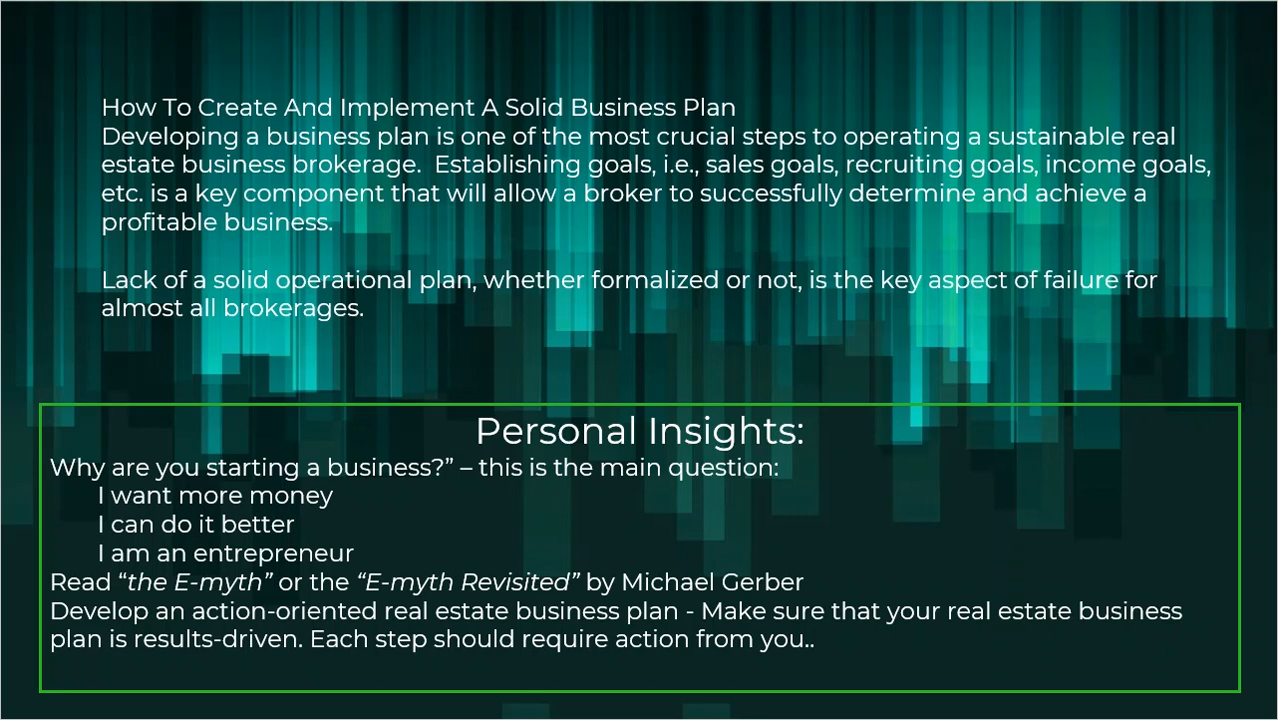 How To Create And Implement A Solid Business Plan
Developing a business plan is one of the most crucial steps to operating a sustainable real
estate business brokerage.  Establishing goals, i.e., sales goals, recruiting goals, income goals,
etc. is a key component that will allow a broker to successfully determine and achieve a
profitable business.
Lack of a solid operational plan, whether formalized or not, is the key aspect of failure for
almost all brokerages.
Personal Insights:
Why are you starting a business?” – this is the main question:
I want more money
I can do it better
I am an entrepreneur
Read “the E-myth” or the “E-myth Revisited” by Michael Gerber
Develop an action-oriented real estate business plan - Make sure that your real estate business
plan is results-driven. Each step should require action from you..